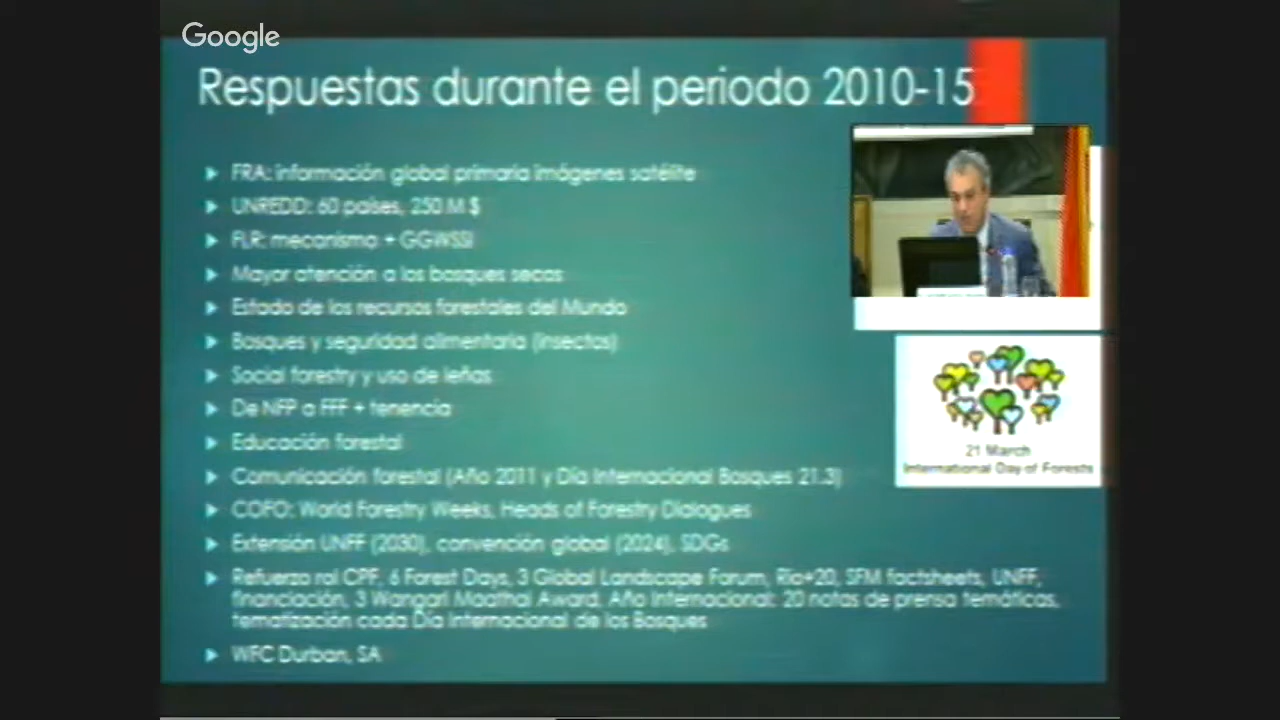 Google
Respuestas durante el periodo 2010-15
FRA: información global primaria imágenes satélite
UNREDD: 60 países, 250 M $
FLR: mecanismo + GGWSSI
Mayor atención a los bosques secos
Estado de los recursos forestales del Mundo
Bosques y seguridad alimentaria (insectos)
Social forestry y uso de leñas
De NFP a FFF + tenencia
Educación forestal
Comunicación forestal (Año 2011 y Día Internacional Bosques 21.3)
COFO: World Forestry Weeks, Heads of Forestry Dialogues
Extensión UNFF (2030), convención global (2024), SDGs
Refuerzo rol CPF, 6 Forest Days, 3 Global Landscape Forum, Rio+20, SFM factsheets, UNFF,
financiación, 3 Wangari Maathai Award, Año Internacional: 20 notas de prensa temáticas,
tematización cada Día Internacional de los Bosques
WFC Durban, SA
21 March
International Day of Forests